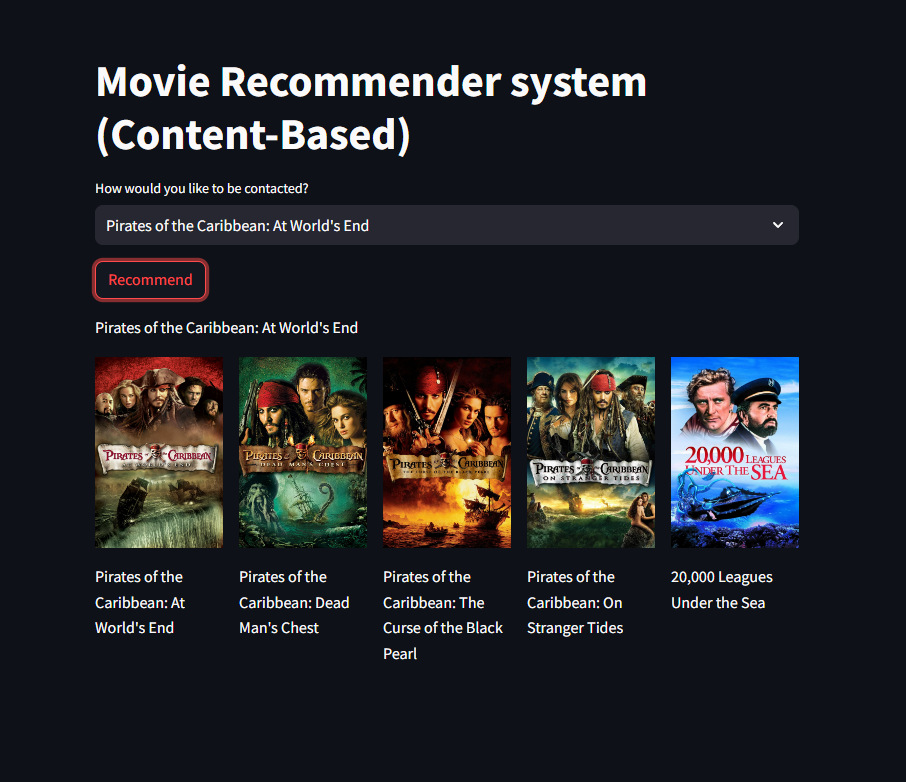 Movie Recommender system
(Content-Based)
How would you like to be contacted?
Pirates of the Caribbean: At World's End
Recommend
Pirates of the Caribbean: At World's End
PIRATES of the CARIBBEAN
AT WORLD'S END
PIRATES of the CARIBBEAN
DEAD MAN'S CHEST
PIRATES of the CARIBBEAN
THE CURSE OF THE BLACK PEARL
PIRATES of the CARIBBEAN
ON STRANGER TIDES
20,000 LEAGUES
UNDER THE SEA
Pirates of the
Caribbean: At
World's End
Pirates of the
Caribbean: Dead
Man's Chest
Pirates of the
Caribbean: The
Curse of the Black
Pearl
Pirates of the
Caribbean: On
Stranger Tides
20,000 Leagues
Under the Sea